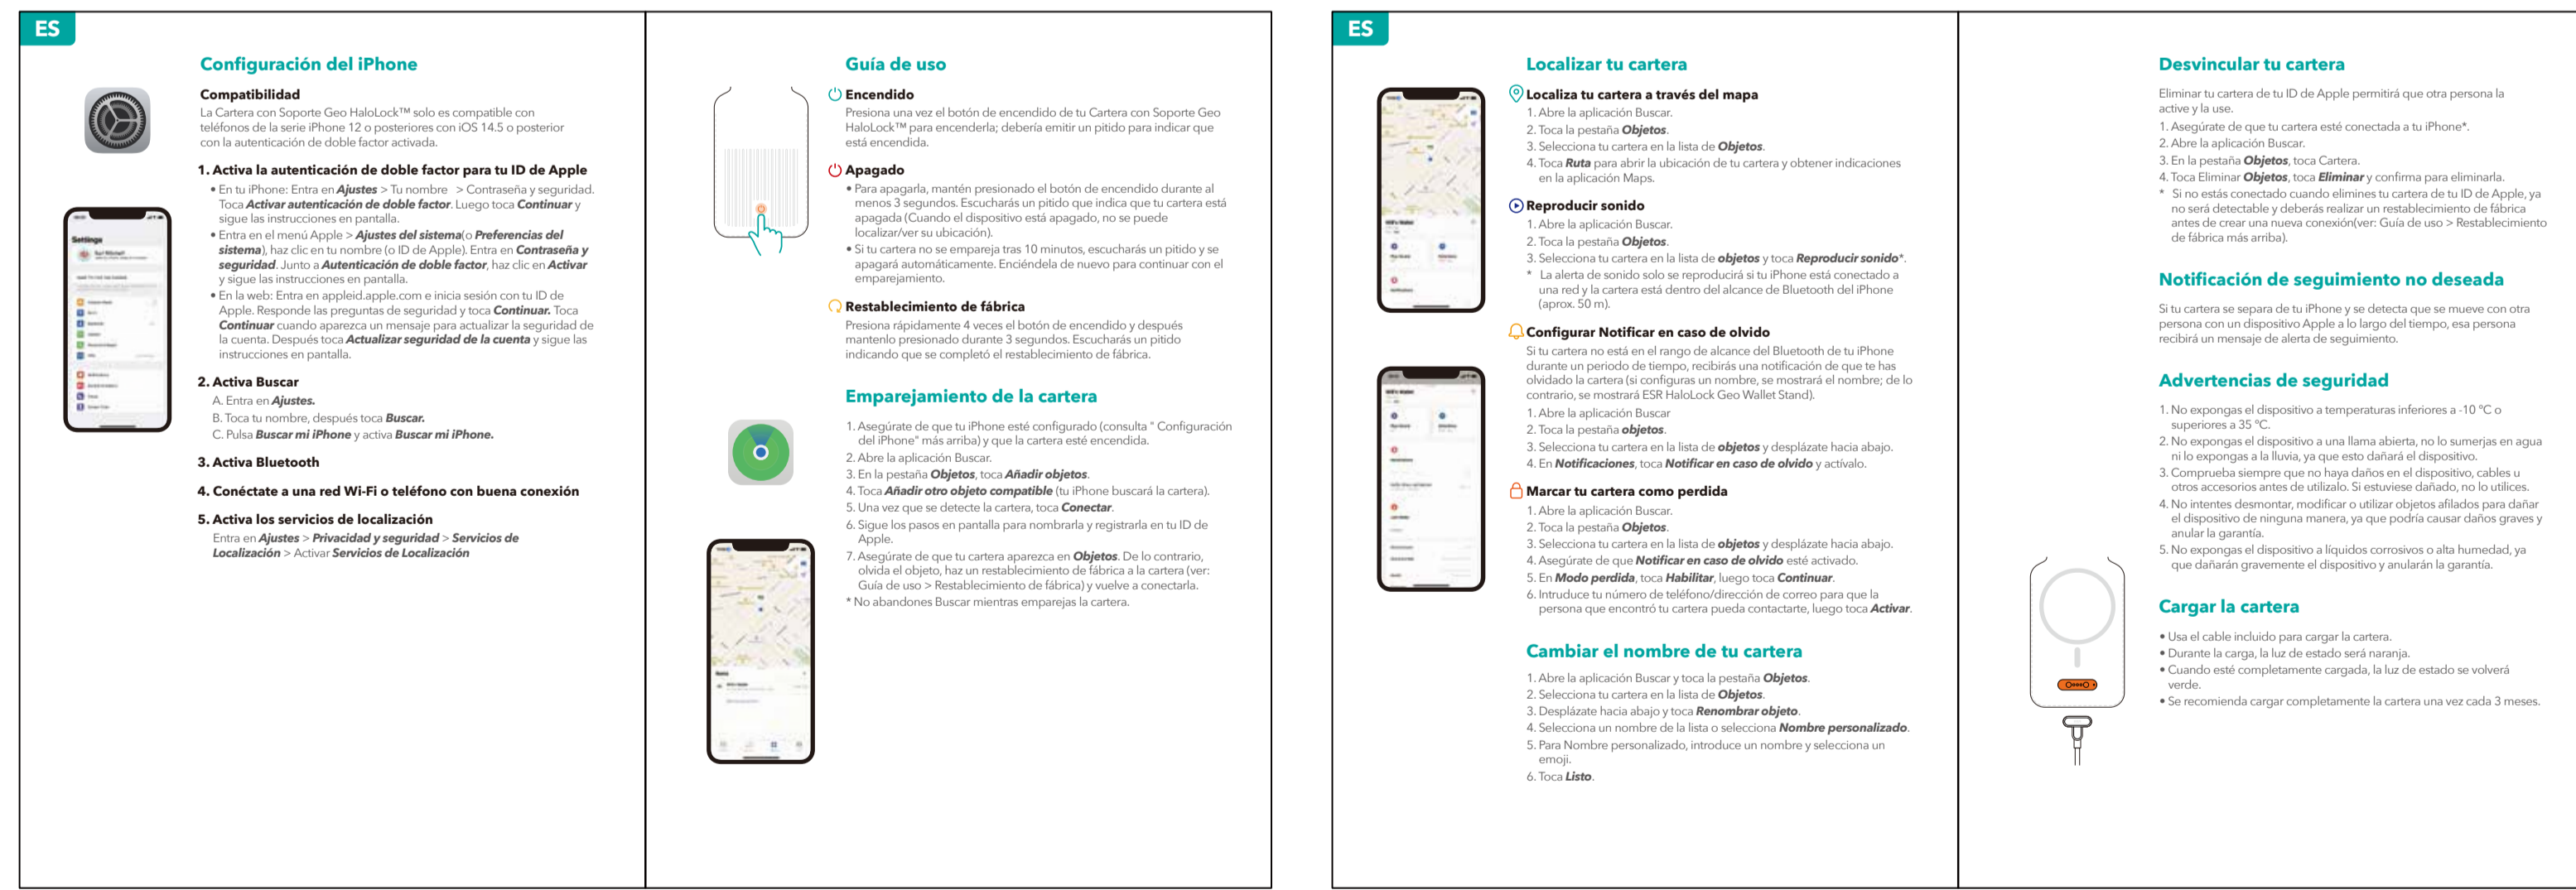 ES
Configuración del iPhone
Compatibilidad
La Cartera con Soporte Geo HaloLock™ solo es compatible con
teléfonos de la serie iPhone 12 o posteriores con iOS 14.5 o posterior
con la autenticación de doble factor activada.
1. Activa la autenticación de doble factor para tu ID de Apple
• En tu iPhone: Entra en Ajustes > Tu nombre > Contraseña y seguridad.
Toca Activar autenticación de doble factor. Luego toca Continuar y
sigue las instrucciones en pantalla.
• Entra en el menú Apple > Ajustes del sistema(o Preferencias del
sistema), haz clic en tu nombre (o ID de Apple). Entra en Contraseña y
seguridad. Junto a Autenticación de doble factor, haz clic en Activar
y sigue las instrucciones en pantalla.
• En la web: Entra en appleid.apple.com e inicia sesión con tu ID de
Apple. Responde las preguntas de seguridad y toca Continuar. Toca
Continuar cuando aparezca un mensaje para actualizar la seguridad de
la cuenta. Después toca Actualizar seguridad de la cuenta y sigue las
instrucciones en pantalla.
2. Activa Buscar
A. Entra en Ajustes.
B. Toca tu nombre, después toca Buscar.
C. Pulsa Buscar mi iPhone y activa Buscar mi iPhone.
3. Activa Bluetooth
4. Conéctate a una red Wi-Fi o teléfono con buena conexión
5. Activa los servicios de localización
Entra en Ajustes > Privacidad y seguridad > Servicios de
Localización > Activar Servicios de Localización
Settings
Guía de uso
Encendido
Presiona una vez el botón de encendido de tu Cartera con Soporte Geo
HaloLock™ para encenderla; debería emitir un pitido para indicar que
está encendida.
Apagado
• Para apagarla, mantén presionado el botón de encendido durante al
menos 3 segundos. Escucharás un pitido que indica que tu cartera está
apagada (Cuando el dispositivo está apagado, no se puede
localizar/ver su ubicación).
• Si tu cartera no se empareja tras 10 minutos, escucharás un pitido y se
apagará automáticamente. Enciéndela de nuevo para continuar con el
emparejamiento.
Restablecimiento de fábrica
Presiona rápidamente 4 veces el botón de encendido y después
mantenlo presionado durante 3 segundos. Escucharás un pitido
indicando que se completó el restablecimiento de fábrica.
Emparejamiento de la cartera
1. Asegúrate de que tu iPhone esté configurado (consulta " Configuración
del iPhone" más arriba) y que la cartera esté encendida.
2. Abre la aplicación Buscar.
3. En la pestaña Objetos, toca Añadir objetos.
4. Toca Añadir otro objeto compatible (tu iPhone buscará la cartera).
5. Una vez que se detecte la cartera, toca Conectar.
6. Sigue los pasos en pantalla para nombrarla y registrarla en tu ID de
Apple.
7. Asegúrate de que tu cartera aparezca en Objetos. De lo contrario,
olvida el objeto, haz un restablecimiento de fábrica a la cartera (ver:
Guía de uso > Restablecimiento de fábrica) y vuelve a conectarla.
* No abandones Buscar mientras emparejas la cartera.
ES
Localizar tu cartera
Localiza tu cartera a través del mapa
1. Abre la aplicación Buscar.
2. Toca la pestaña Objetos.
3. Selecciona tu cartera en la lista de Objetos.
4. Toca Ruta para abrir la ubicación de tu cartera y obtener indicaciones
en la aplicación Maps.
Reproducir sonido
1. Abre la aplicación Buscar.
2. Toca la pestaña Objetos.
3. Selecciona tu cartera en la lista de objetos y toca Reproducir sonido*.
* La alerta de sonido solo se reproducirá si tu iPhone está conectado a
una red y la cartera está dentro del alcance de Bluetooth del iPhone
(aprox. 50 m).
Configurar Notificar en caso de olvido
Si tu cartera no está en el rango de alcance del Bluetooth de tu iPhone
durante un periodo de tiempo, recibirás una notificación de que te has
olvidado la cartera (si configuras un nombre, se mostrará el nombre; de lo
contrario, se mostrará ESR HaloLock Geo Wallet Stand).
1. Abre la aplicación Buscar
2. Toca la pestaña objetos.
3. Selecciona tu cartera en la lista de objetos y desplázate hacia abajo.
4. En Notificaciones, toca Notificar en caso de olvido y actívalo.
Marcar tu cartera como perdida
1. Abre la aplicación Buscar.
2. Toca la pestaña Objetos.
3. Selecciona tu cartera en la lista de objetos y desplázate hacia abajo.
4. Asegúrate de que Notificar en caso de olvido esté activado.
5. En Modo perdida, toca Habilitar, luego toca Continuar.
6. Intruduce tu número de teléfono/dirección de correo para que la
persona que encontró tu cartera pueda contactarte, luego toca Activar.
Cambiar el nombre de tu cartera
1. Abre la aplicación Buscar y toca la pestaña Objetos.
2. Selecciona tu cartera en la lista de Objetos.
3. Desplázate hacia abajo y toca Renombrar objeto.
4. Selecciona un nombre de la lista o selecciona Nombre personalizado.
5. Para Nombre personalizado, introduce un nombre y selecciona un
emoji.
6. Toca Listo.
Desvincular tu cartera
Eliminar tu cartera de tu ID de Apple permitirá que otra persona la
active y la use.
1. Asegúrate de que tu cartera esté conectada a tu iPhone*.
2. Abre la aplicación Buscar.
3. En la pestaña Objetos, toca Cartera.
4. Toca Eliminar Objetos, toca Eliminar y confirma para eliminarla.
* Si no estás conectado cuando elimines tu cartera de tu ID de Apple, ya
no será detectable y deberás realizar un restablecimiento de fábrica
antes de crear una nueva conexión(ver: Guía de uso > Restablecimiento
de fábrica más arriba).
Notificación de seguimiento no deseada
Si tu cartera se separa de tu iPhone y se detecta que se mueve con otra
persona con un dispositivo Apple a lo largo del tiempo, esa persona
recibirá un mensaje de alerta de seguimiento.
Advertencias de seguridad
1. No expongas el dispositivo a temperaturas inferiores a -10 °C o
superiores a 35 °C.
2. No expongas el dispositivo a una llama abierta, no lo sumerjas en agua
ni lo expongas a la lluvia, ya que esto dañará el dispositivo.
3. Comprueba siempre que no haya daños en el dispositivo, cables u
otros accesorios antes de utilizalo. Si estuviese dañado, no lo utilices.
4. No intentes desmontar, modificar o utilizar objetos afilados para dañar
el dispositivo de ninguna manera, ya que podría causar daños graves y
anular la garantía.
5. No expongas el dispositivo a líquidos corrosivos o alta humedad, ya
que dañarán gravemente el dispositivo y anularán la garantía.
Cargar la cartera
• Usa el cable incluido para cargar la cartera.
• Durante la carga, la luz de estado será naranja.
• Cuando esté completamente cargada, la luz de estado se volverá
verde.
• Se recomienda cargar completamente la cartera una vez cada 3 meses.